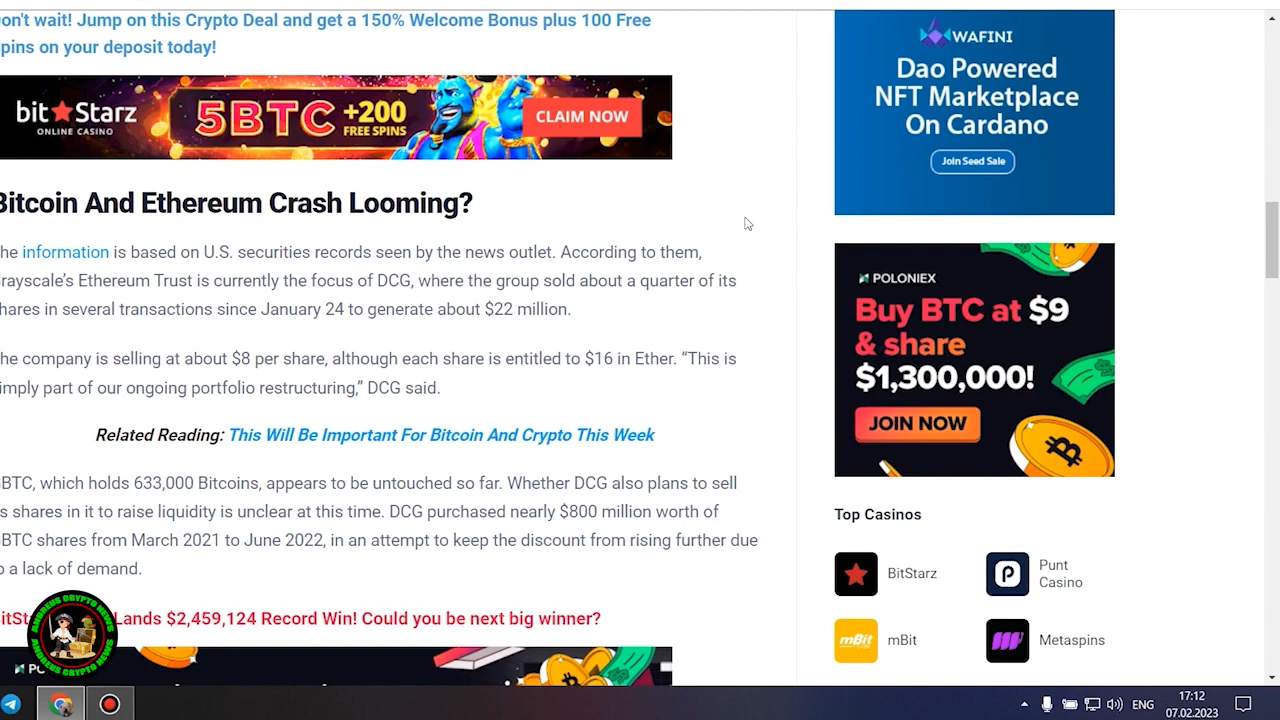 on't wait! Jump on this Crypto Deal and get a 150% Welcome Bonus plus 100 Free
pins on your deposit today!
bit★Starz
ONLINE CASINO
5BTC +200 FREE SPINS
CLAIM NOW
Bitcoin And Ethereum Crash Looming?
he information is based on U.S. securities records seen by the news outlet. According to them,
rayscale's Ethereum Trust is currently the focus of DCG, where the group sold about a quarter of its
hares in several transactions since January 24 to generate about $22 million.
he company is selling at about $8 per share, although each share is entitled to $16 in Ether. “This is
imply part of our ongoing portfolio restructuring,” DCG said.
Related Reading: This Will Be Important For Bitcoin And Crypto This Week
BTC, which holds 633,000 Bitcoins, appears to be untouched so far. Whether DCG also plans to sell
s shares in it to raise liquidity is unclear at this time. DCG purchased nearly $800 million worth of
BTC shares from March 2021 to June 2022, in an attempt to keep the discount from rising further due
o a lack of demand.
itSt Lands $2,459,124 Record Win! Could you be next big winner?
ANDREUS CRYPTO NEWS
ANDREUS CRYPTO NEWS
WAFINI
Dao Powered
NFT Marketplace
On Cardano
Join Seed Sale
POLONIEX
Buy BTC at $9
& share
$1,300,000!
JOIN NOW
Top Casinos
BitStarz
Punt
Casino
mBit
mBit
Metaspins
ENG
17:12
07.02.2023